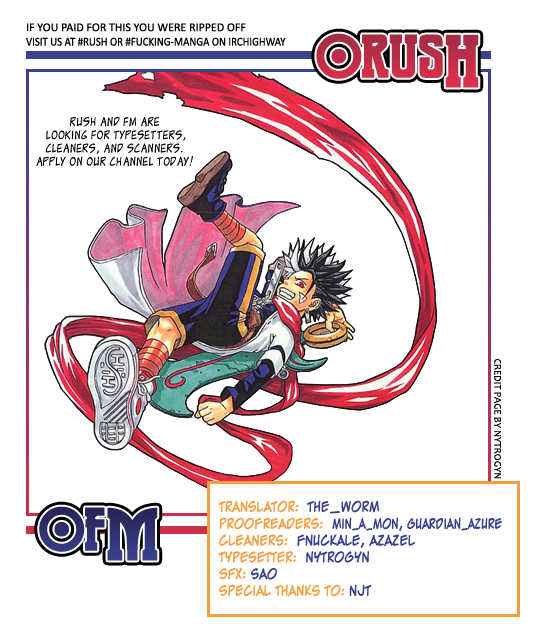 IF YOU PAID FOR THIS YOU WERE RIPPED OFF
VISIT US AT #RUSH OR #FUCKING-MANGA ON IRCHIGHWAY
RUSH
RUSH AND FM ARE
LOOKING FOR TYPESETTERS,
CLEANERS, AND SCANNERS.
APPLY ON OUR CHANNEL TODAY!
CREDIT PAGE BY NYTROGYN
FM
TRANSLATOR: THE_WORM
PROOFREADERS: MIN_A_MON, GUARDIAN_AZURE
CLEANERS: FNUCKALE, AZAZEL
TYPESETTER: NYTROGYN
SFX: SAO
SPECIAL THANKS TO: NJT